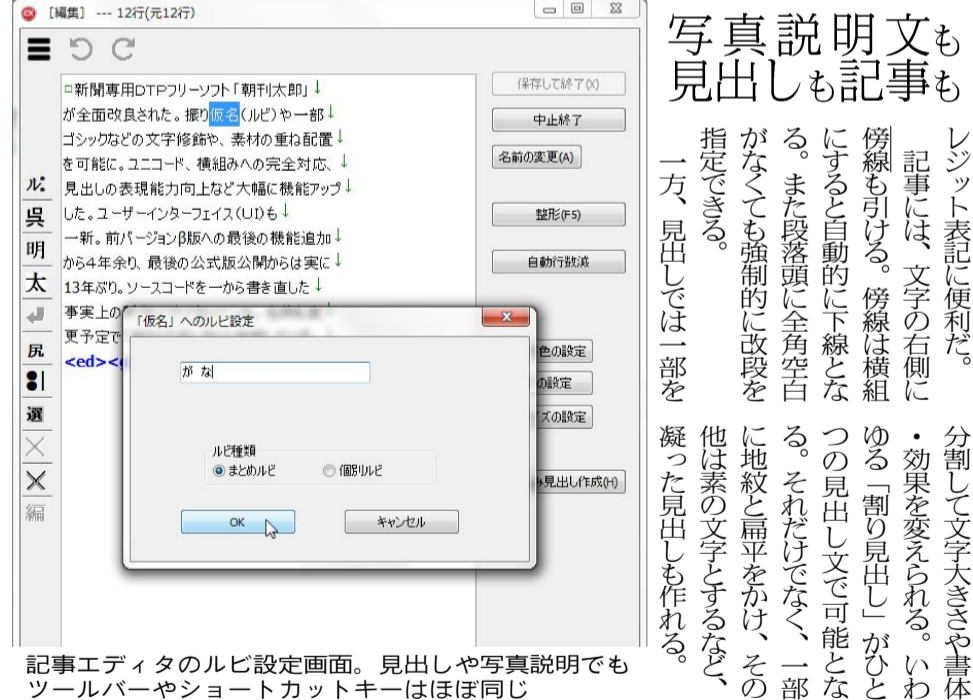 ［編集］ --- 12行(元12行)
□新聞専用DTPフリーソフト「朝刊太郎」↓
が全面改良された。振り仮名(ルビ)や一部↓
ゴシックなどの文字修飾や、素材の重ね配置↓
を可能に。ユニコード、横組みへの完全対応、↓
見出しの表現能力向上など大幅に機能アップ↓
した。ユーザーインターフェイス(UI)も↓
一新。前バージョンβ版への最後の機能追加↓
から4年余り、最後の公式版公開からは実に↓
13年ぶり。ソースコードを一から書き直した↓
事実上の
更予定で
<ed><g
ル
呉
明
太
尻
選
編
保存して終了(X)
中止終了
名前の変更(A)
整形(F5)
自動行数減
色の設定
の設定
ズの設定
み見出し作成(H)
「仮名」へのルビ設定
が な
ルビ種類
まとめルビ
個別ルビ
OK
キャンセル
記事エディタのルビ設定画面。見出しや写真説明でも
ツールバーやショートカットキーはほぼ同じ
写真説明文も
見出しも記事も
レジット表記に便利だ。
記事には、文字の右側に
傍線も引ける。傍線は横組
にすると自動的に下線とな
る。また段落頭に全角空白
がなくても強制的に改段を
指定できる。
一方、見出しでは一部を
分割して文字大きさや書体
・効果を変えられる。いわ
ゆる「割り見出し」がひと
つの見出し文で可能とな
る。それだけでなく、一部
に地紋と扁平をかけ、その
他は素の文字とするなど、
凝った見出しも作れる。